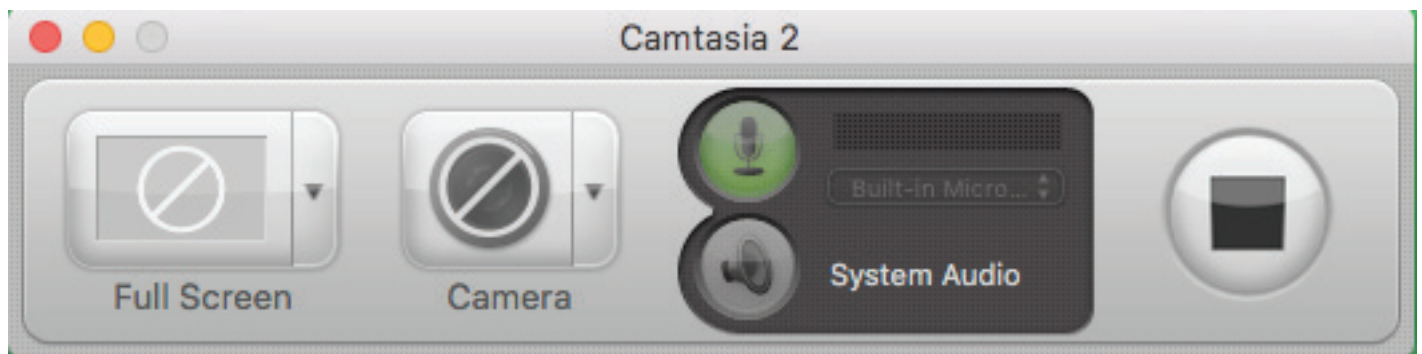 Camtasia 2
Built-in Micro...
System Audio
Full Screen
Camera